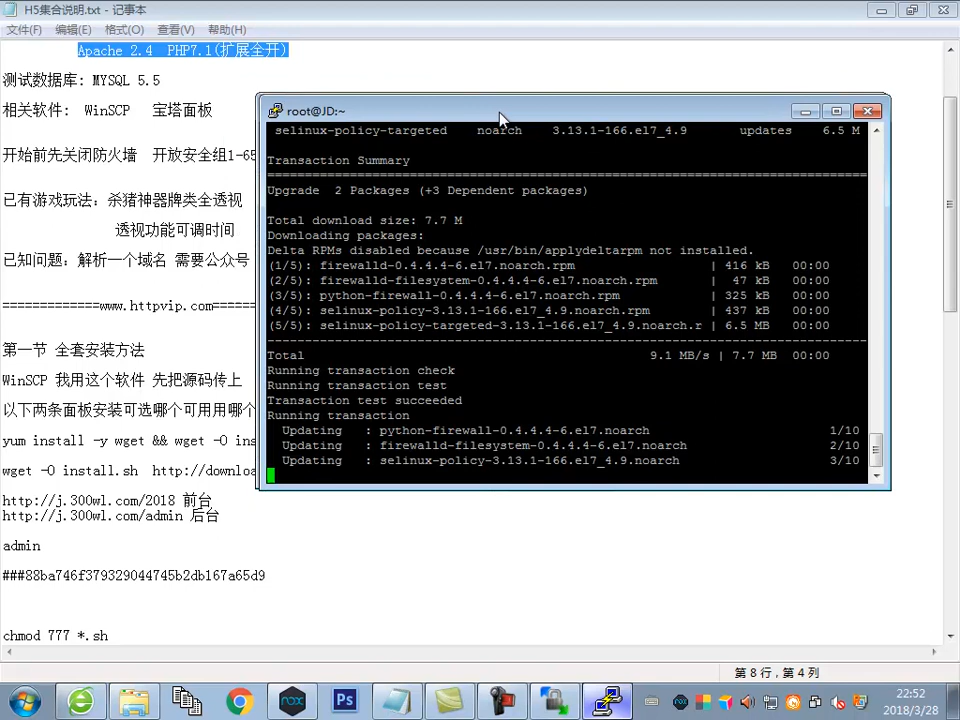 H5集合说明.txt - 记事本
文件(F) 编辑(E) 格式(O) 查看(V) 帮助(H)
Apache 2.4 PHP7.1(扩展全开)
测试数据库: MYSQL 5.5
相关软件: WinSCP 宝塔面板
开始前先关闭防火墙 开放安全组1-65
已有游戏玩法: 杀猪神器牌类全透视
透视功能可调时间
已知问题: 解析一个域名 需要公众号
=============www.httpvip.com=======
第一节 全套安装方法
WinSCP 我用这个软件 先把源码传上
以下两条面板安装可选哪个可用用哪个
yum install -y wget && wget -O ins
wget -O install.sh http://downloa
http://j.300wl.com/2018 前台
http://j.300wl.com/admin 后台
admin
###88ba746f379329044745b2db167a65d9
chmod 777 *.sh
root@JD:~
selinux-policy-targeted noarch 3.13.1-166.el7_4.9 updates 6.5 M
Transaction Summary
================================================================================
Upgrade 2 Packages (+3 Dependent packages)
Total download size: 7.7 M
Downloading packages:
Delta RPMs disabled because /usr/bin/applydeltarpm not installed.
(1/5): firewalld-0.4.4.4-6.el7.noarch.rpm | 416 kB 00:00
(2/5): firewalld-filesystem-0.4.4.4-6.el7.noarch.rpm | 47 kB 00:00
(3/5): python-firewall-0.4.4.4-6.el7.noarch.rpm | 325 kB 00:00
(4/5): selinux-policy-3.13.1-166.el7_4.9.noarch.rpm | 437 kB 00:00
(5/5): selinux-policy-targeted-3.13.1-166.el7_4.9.noarch.r | 6.5 MB 00:00
--------------------------------------------------------------------------------
Total 9.1 MB/s | 7.7 MB 00:00
Running transaction check
Running transaction test
Transaction test succeeded
Running transaction
Updating : python-firewall-0.4.4.4-6.el7.noarch 1/10
Updating : firewalld-filesystem-0.4.4.4-6.el7.noarch 2/10
Updating : selinux-policy-3.13.1-166.el7_4.9.noarch 3/10
第 8 行，第 4 列
Ps
22:52
2018/3/28